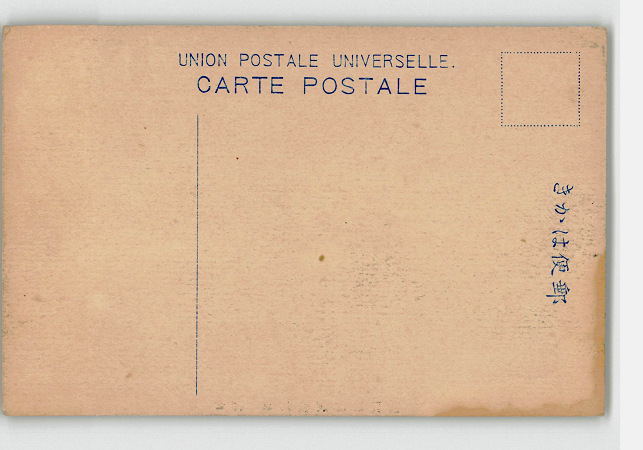 UNION POSTALE UNIVERSELLE.
CARTE POSTALE
きかは便郵